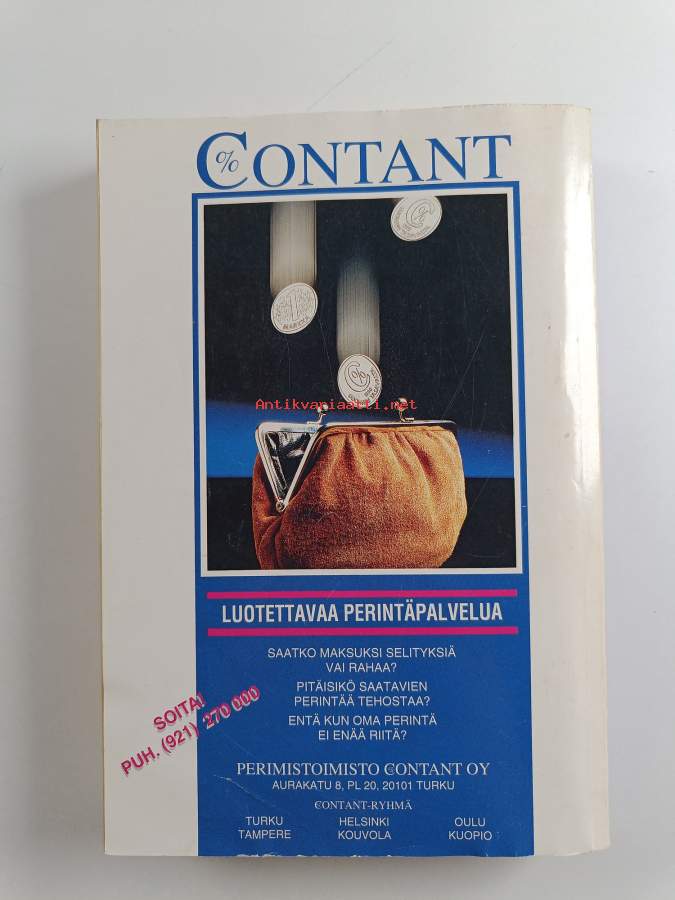 C% CONTANT
1
MARKKA
Antikvariaatti.net
LUOTETTAVAA PERINTÄPALVELUA
SAATKO MAKSUKSI SELITYKSIÄ
VAI RAHAA?
PITÄISIKÖ SAATAVIEN
PERINTÄÄ TEHOSTAA?
ENTÄ KUN OMA PERINTÄ
EI ENÄÄ RIITÄ?
SOITA!
PUH. (921) 270 000
PERIMISTOIMISTO CONTANT OY
AURAKATU 8, PL 20, 20101 TURKU
CONTANT-RYHMÄ
TURKU HELSINKI OULU
TAMPERE KOUVOLA KUOPIO